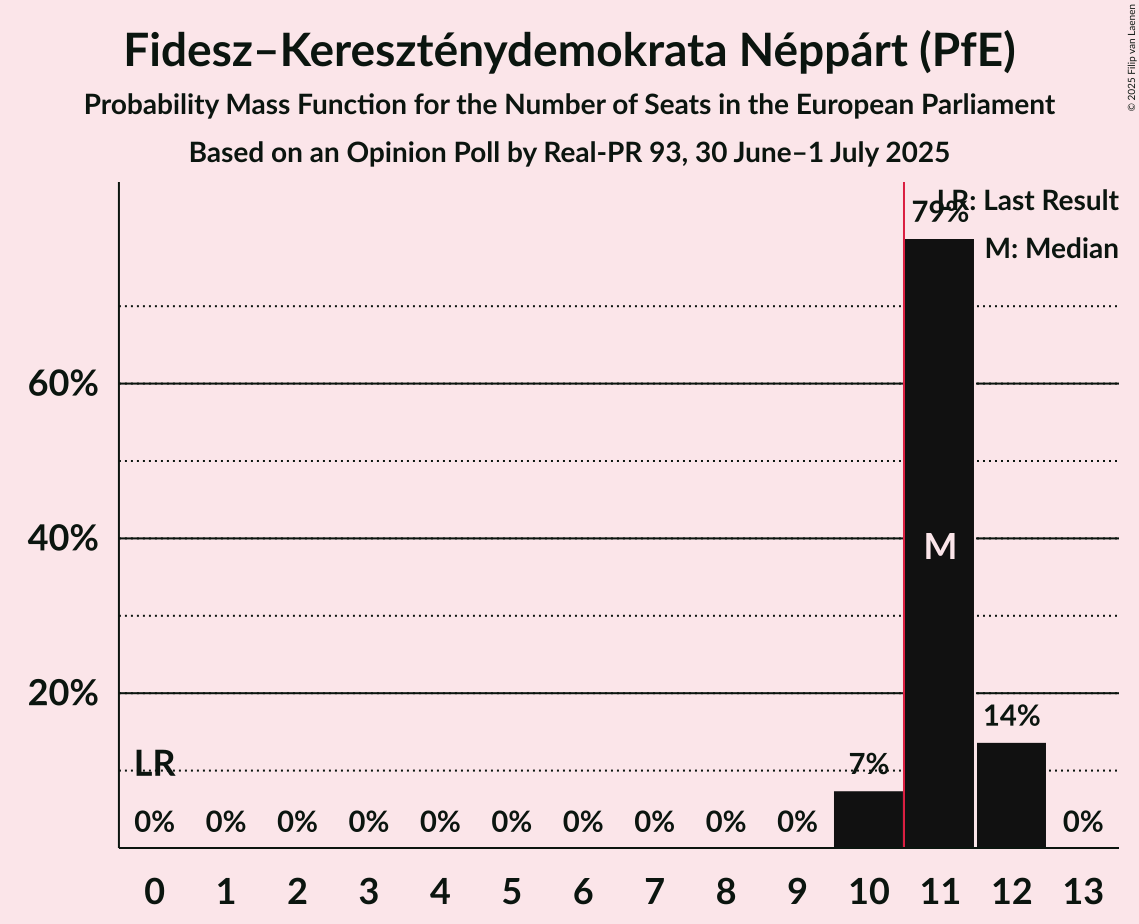 Fidesz–Kereszténydemokrata Néppárt (PfE)
Probability Mass Function for the Number of Seats in the European Parliament
Based on an Opinion Poll by Real-PR 93, 30 June–1 July 2025
© 2025 Filip van Laenen
LR: Last Result
79%
M: Median
60%
40%
M
20%
14%
LR
7%
0% 0% 0% 0% 0% 0% 0% 0% 0% 0% 0%
0 1 2 3 4 5 6 7 8 9 10 11 12 13